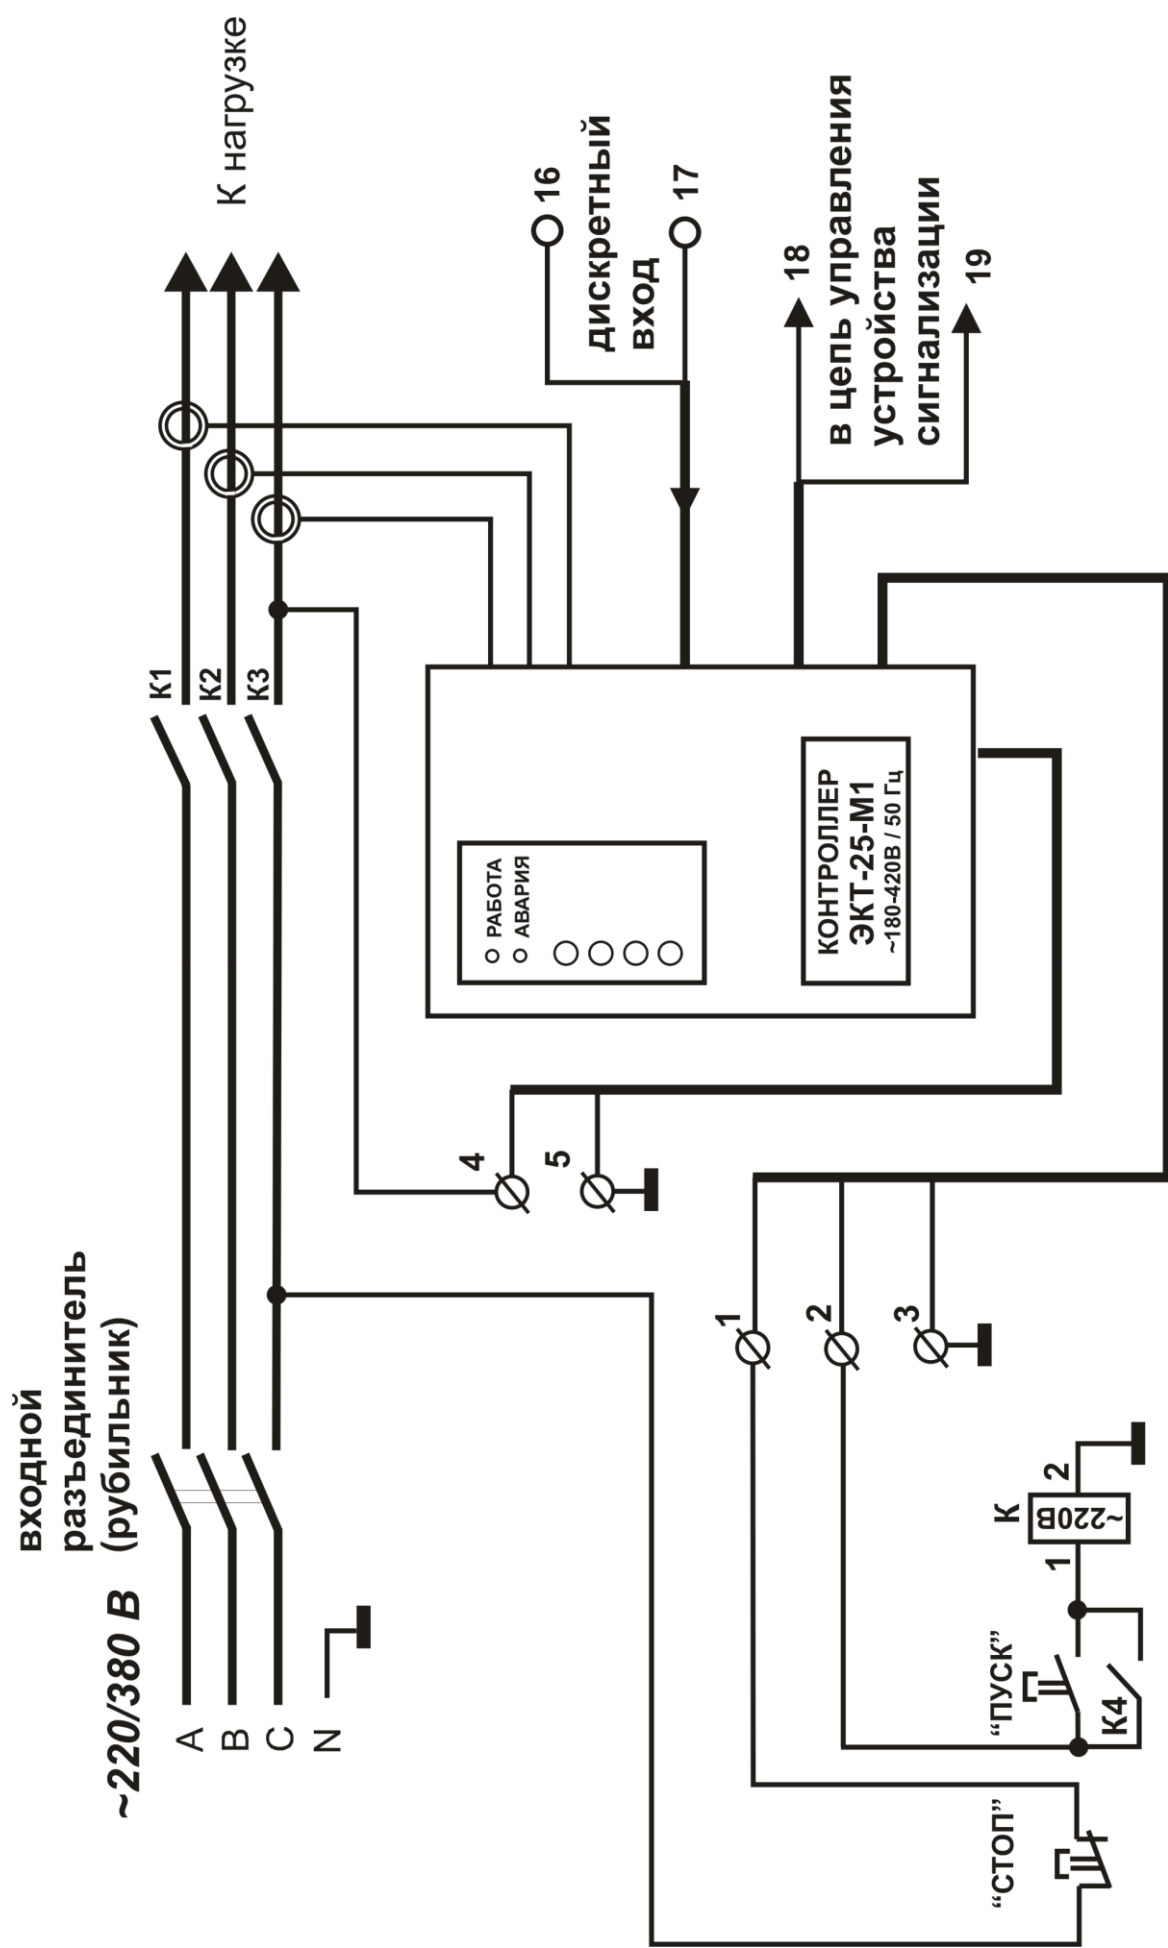 входной
разъединитель
(рубильник)
~220/380 В
A
B
C
N
К1
К2
К3
К нагрузке
4
5
РАБОТА
АВАРИЯ
КОНТРОЛЛЕР
ЭКТ-25-М1
~180-420В / 50 Гц
16
дискретный
вход
17
18
в цепь управления
устройства
сигнализации
19
1
2
3
“СТОП”
“ПУСК”
К4
К
1
~220В
2